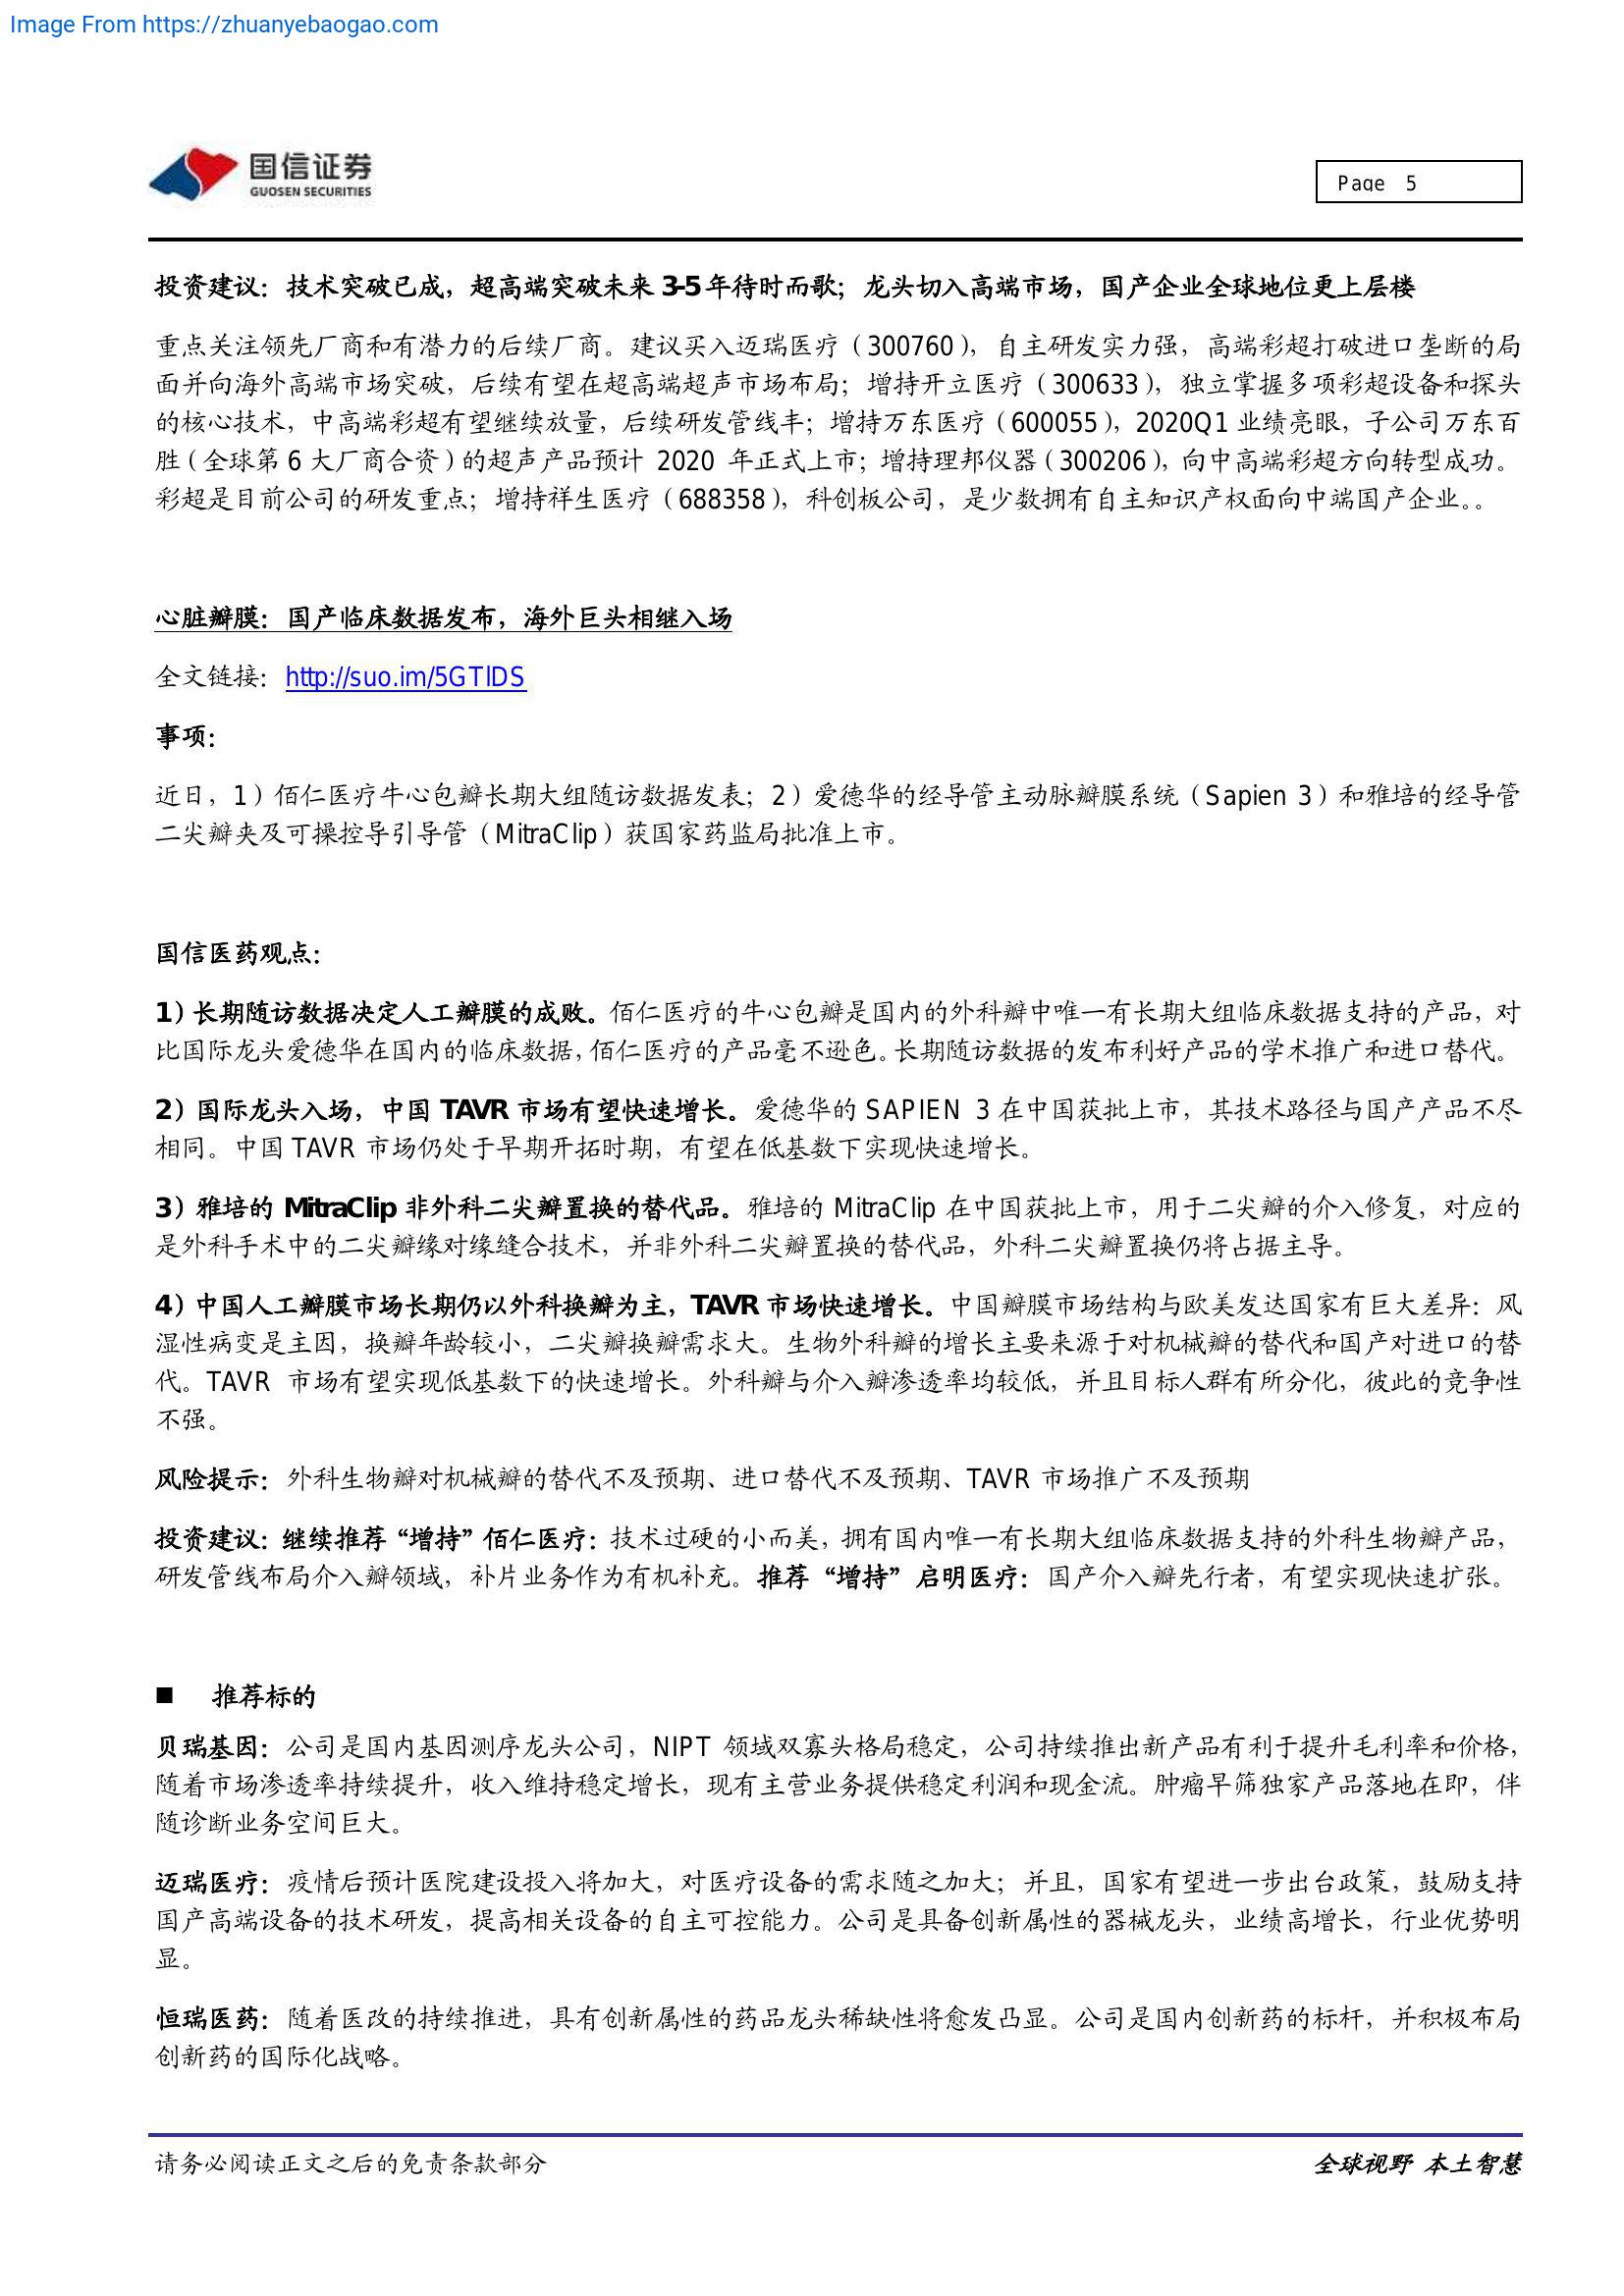 Image From https://zhuanyebaogao.com
国信证券
GUOSEN SECURITIES
Page 5
投资建议：技术突破已成，超高端突破未来 3-5 年待时而歌；龙头切入高端市场，国产企业全球地位更上层楼
重点关注领先厂商和有潜力的后续厂商。建议买入迈瑞医疗（300760），自主研发实力强，高端彩超打破进口垄断的局
面并向海外高端市场突破，后续有望在超高端超声市场布局；增持开立医疗（300633），独立掌握多项彩超设备和探头
的核心技术，中高端彩超有望继续放量，后续研发管线丰；增持万东医疗（600055），2020Q1 业绩亮眼，子公司万东百
胜（全球第 6 大厂商合资）的超声产品预计 2020 年正式上市；增持理邦仪器（300206），向中高端彩超方向转型成功。
彩超是目前公司的研发重点；增持祥生医疗（688358），科创板公司，是少数拥有自主知识产权面向中端国产企业。。
心脏瓣膜：国产临床数据发布，海外巨头相继入场
全文链接：http://suo.im/5GTlDS
事项：
近日，1）佰仁医疗牛心包瓣长期大组随访数据发表；2）爱德华的经导管主动脉瓣膜系统（Sapien 3）和雅培的经导管
二尖瓣夹及可操控导引导管（MitraClip）获国家药监局批准上市。
国信医药观点：
1）长期随访数据决定人工瓣膜的成败。佰仁医疗的牛心包瓣是国内的外科瓣中唯一有长期大组临床数据支持的产品，对
比国际龙头爱德华在国内的临床数据，佰仁医疗的产品毫不逊色。长期随访数据的发布利好产品的学术推广和进口替代。
2）国际龙头入场，中国 TAVR 市场有望快速增长。爱德华的 SAPIEN 3 在中国获批上市，其技术路径与国产产品不尽
相同。中国 TAVR 市场仍处于早期开拓时期，有望在低基数下实现快速增长。
3）雅培的 MitraClip 非外科二尖瓣置换的替代品。雅培的 MitraClip 在中国获批上市，用于二尖瓣的介入修复，对应的
是外科手术中的二尖瓣缘对缘缝合技术，并非外科二尖瓣置换的替代品，外科二尖瓣置换仍将占据主导。
4）中国人工瓣膜市场长期仍以外科换瓣为主，TAVR 市场快速增长。中国瓣膜市场结构与欧美发达国家有巨大差异：风
湿性病变是主因，换瓣年龄较小，二尖瓣换瓣需求大。生物外科瓣的增长主要来源于对机械瓣的替代和国产对进口的替
代。TAVR 市场有望实现低基数下的快速增长。外科瓣与介入瓣渗透率均较低，并且目标人群有所分化，彼此的竞争性
不强。
风险提示：外科生物瓣对机械瓣的替代不及预期、进口替代不及预期、TAVR 市场推广不及预期
投资建议：继续推荐“增持”佰仁医疗：技术过硬的小而美，拥有国内唯一有长期大组临床数据支持的外科生物瓣产品，
研发管线布局介入瓣领域，补片业务作为有机补充。推荐“增持”启明医疗：国产介入瓣先行者，有望实现快速扩张。
■ 推荐标的
贝瑞基因：公司是国内基因测序龙头公司，NIPT 领域双寡头格局稳定，公司持续推出新产品有利于提升毛利率和价格，
随着市场渗透率持续提升，收入维持稳定增长，现有主营业务提供稳定利润和现金流。肿瘤早筛独家产品落地在即，伴
随诊断业务空间巨大。
迈瑞医疗：疫情后预计医院建设投入将加大，对医疗设备的需求随之加大；并且，国家有望进一步出台政策，鼓励支持
国产高端设备的技术研发，提高相关设备的自主可控能力。公司是具备创新属性的器械龙头，业绩高增长，行业优势明
显。
恒瑞医药：随着医改的持续推进，具有创新属性的药品龙头稀缺性将愈发凸显。公司是国内创新药的标杆，并积极布局
创新药的国际化战略。
请务必阅读正文之后的免责条款部分
全球视野 本土智慧